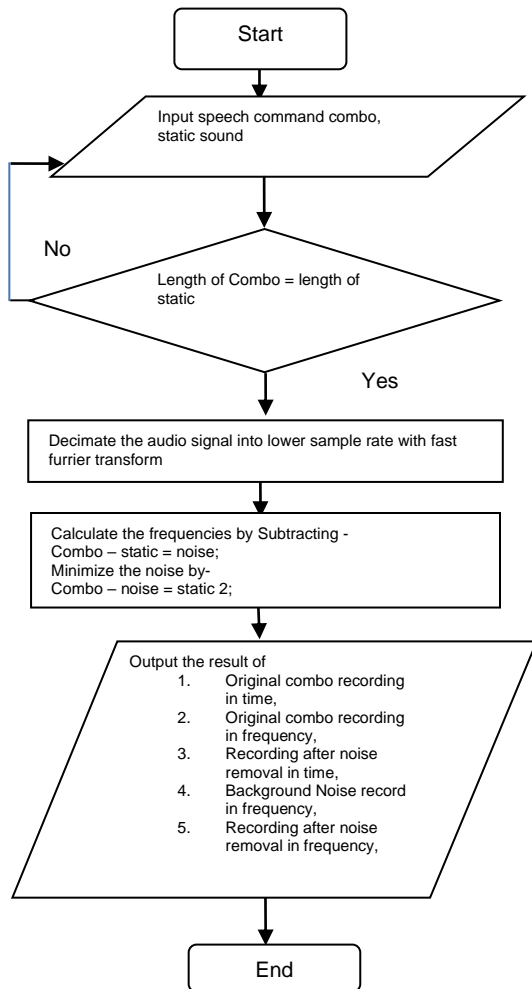 Start
Input speech command combo,
static sound
No
Length of Combo = length of
static
Yes
Decimate the audio signal into lower sample rate with fast
furrier transform
Calculate the frequencies by Subtracting -
Combo – static = noise;
Minimize the noise by-
Combo – noise = static 2;
Output the result of
1. Original combo recording
in time,
2. Original combo recording
in frequency,
3. Recording after noise
removal in time,
4. Background Noise record
in frequency,
5. Recording after noise
removal in frequency,
End